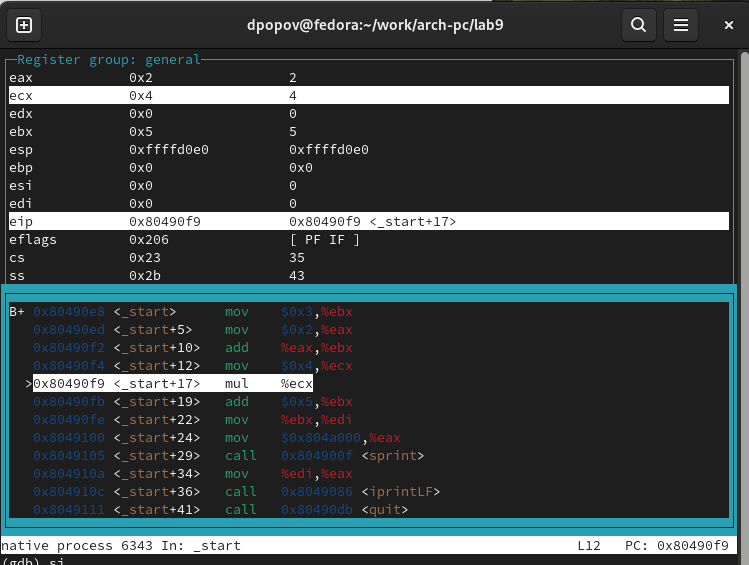 dpopov@fedora:~/work/arch-pc/lab9
Register group: general
eax 0x2 2
ecx 0x4 4
edx 0x0 0
ebx 0x5 5
esp 0xffffd0e0 0xffffd0e0
ebp 0x0 0x0
esi 0x0 0
edi 0x0 0
eip 0x80490f9 0x80490f9 <_start+17>
eflags 0x206 [ PF IF ]
cs 0x23 35
ss 0x2b 43
B+ 0x80490e8 <_start> mov $0x3,%ebx
0x80490ed <_start+5> mov $0x2,%eax
0x80490f2 <_start+10> add %eax,%ebx
0x80490f4 <_start+12> mov $0x4,%ecx
>0x80490f9 <_start+17> mul %ecx
0x80490fb <_start+19> add $0x5,%ebx
0x80490fe <_start+22> mov %ebx,%edi
0x8049100 <_start+24> mov $0x804a000,%eax
0x8049105 <_start+29> call 0x804900f <sprint>
0x804910a <_start+34> mov %edi,%eax
0x804910c <_start+36> call 0x8049086 <iprintLF>
0x8049111 <_start+41> call 0x80490db <quit>
native process 6343 In: _start L12 PC: 0x80490f9
(gdb) si